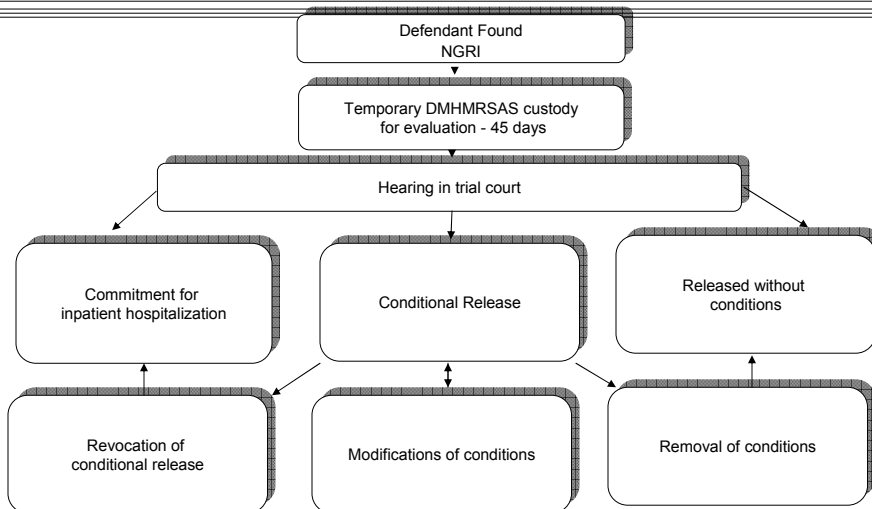 Defendant Found
NGRI
Temporary DMHMRSAS custody
for evaluation - 45 days
Hearing in trial court
Commitment for
inpatient hospitalization
Conditional Release
Released without
conditions
Revocation of
conditional release
Modifications of conditions
Removal of conditions